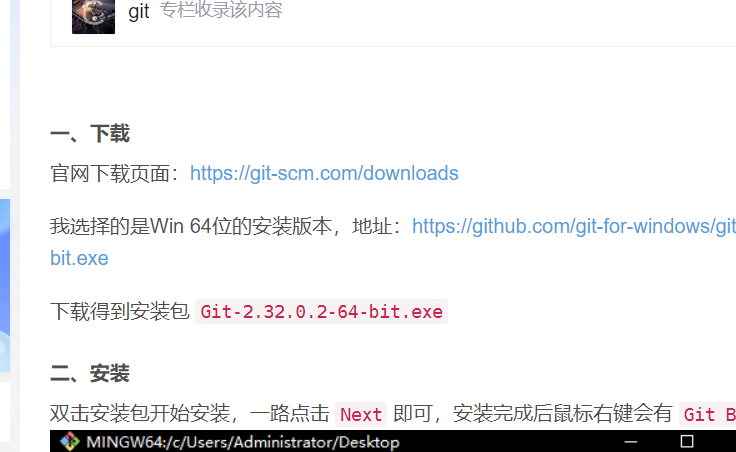 git 专栏收录该内容
一、下载
官网下载页面：https://git-scm.com/downloads
我选择的是Win 64位的安装版本，地址：https://github.com/git-for-windows/git
bit.exe
下载得到安装包 Git-2.32.0.2-64-bit.exe
二、安装
双击安装包开始安装，一路点击 Next 即可，安装完成后鼠标右键会有 Git B
MINGW64:/c/Users/Administrator/Desktop